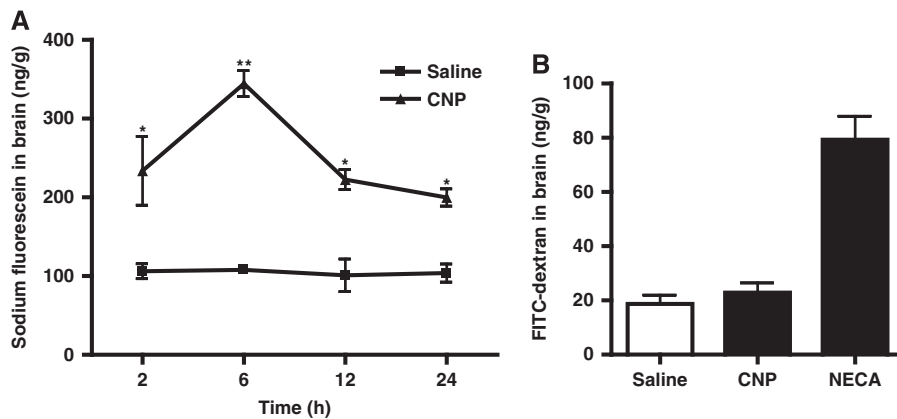 A
Sodium fluorescein in brain (ng/g)
400
300
200
100
0
*
**
*
*
Saline
CNP
2 6 12 24
Time (h)
B
FITC-dextran in brain (ng/g)
100
80
60
40
20
0
Saline CNP NECA